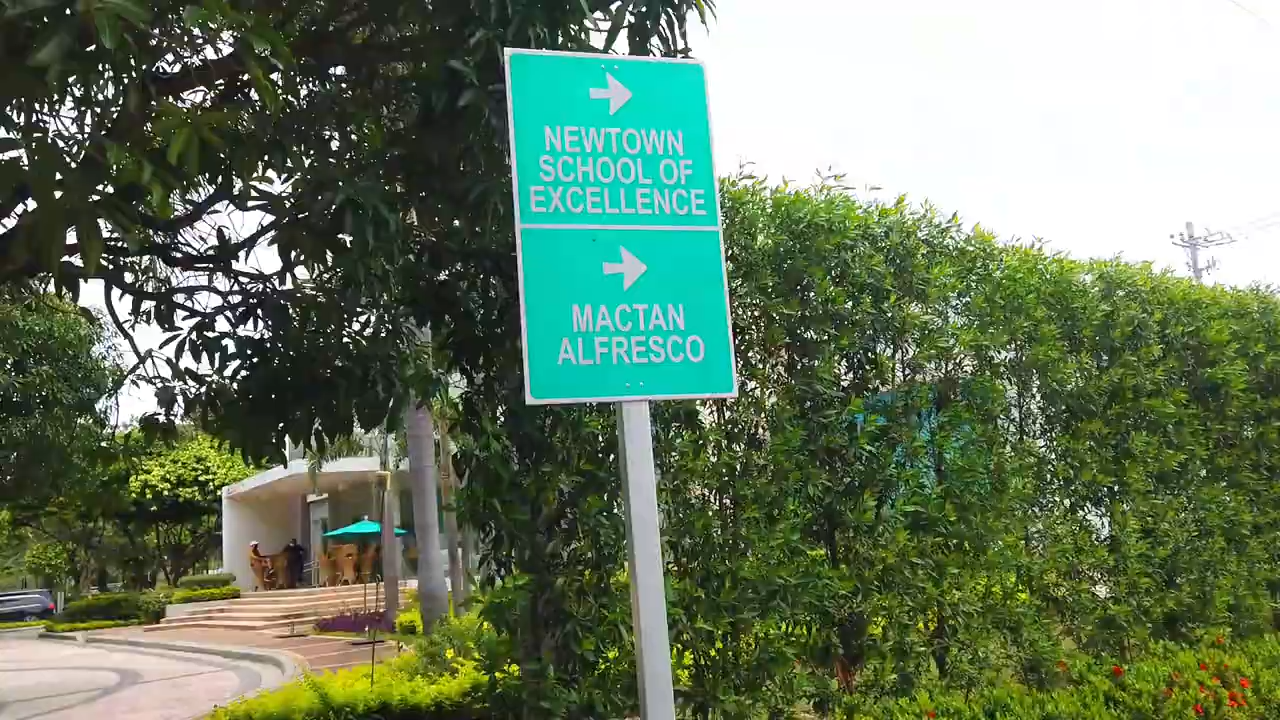 NEWTOWN
SCHOOL OF
EXCELLENCE
MACTAN
ALFRESCO